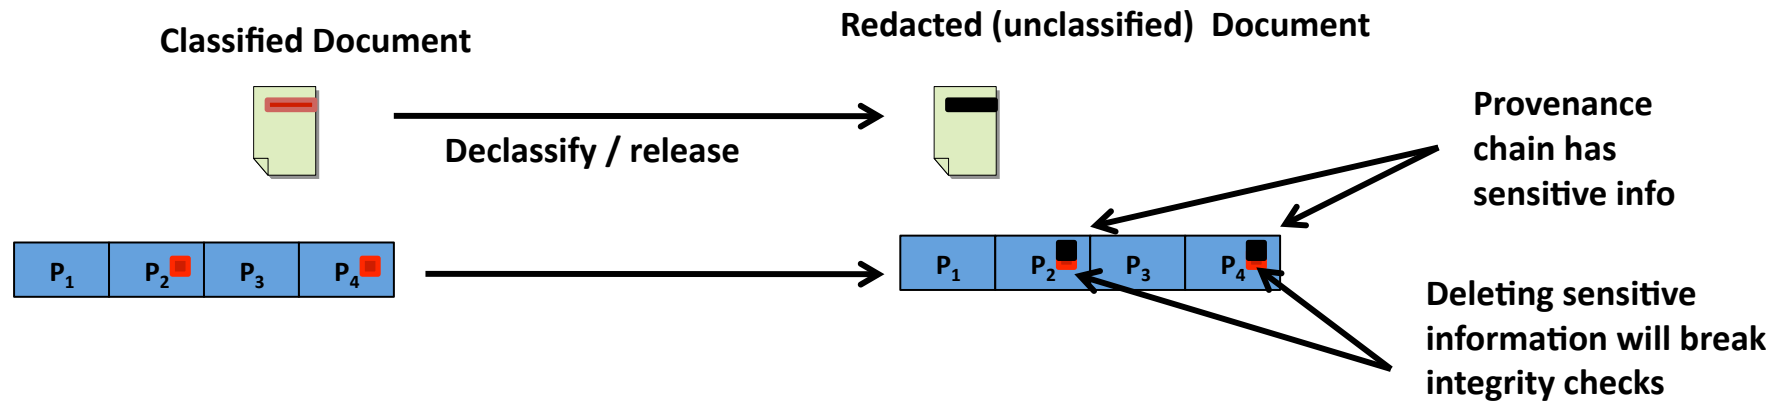 Classified Document
Redacted (unclassified) Document
Declassify / release
Provenance
chain has
sensitive info
P1 P2 P3 P4
P1 P2 P3 P4
Deleting sensitive
information will break
integrity checks